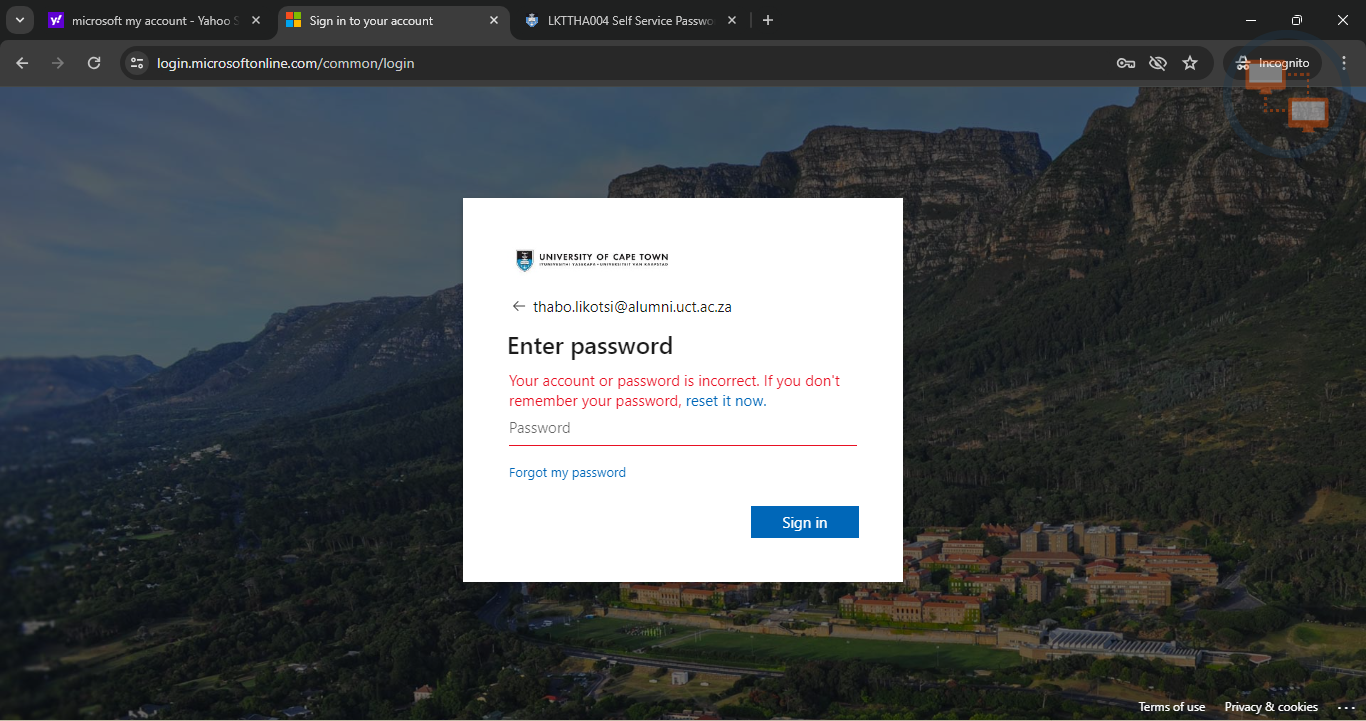 microsoft my account - Yahoo S
Sign in to your account
LKTTHA004 Self Service Passwo
login.microsoftonline.com/common/login
Incognito
UNIVERSITY OF CAPE TOWN
IYUNIVESITHI YASEKAPA • UNIVERSITEIT VAN KAAPSTAD
thabo.likotsi@alumni.uct.ac.za
Enter password
Your account or password is incorrect. If you don't
remember your password, reset it now.
Password
Forgot my password
Sign in
Terms of use Privacy & cookies ...